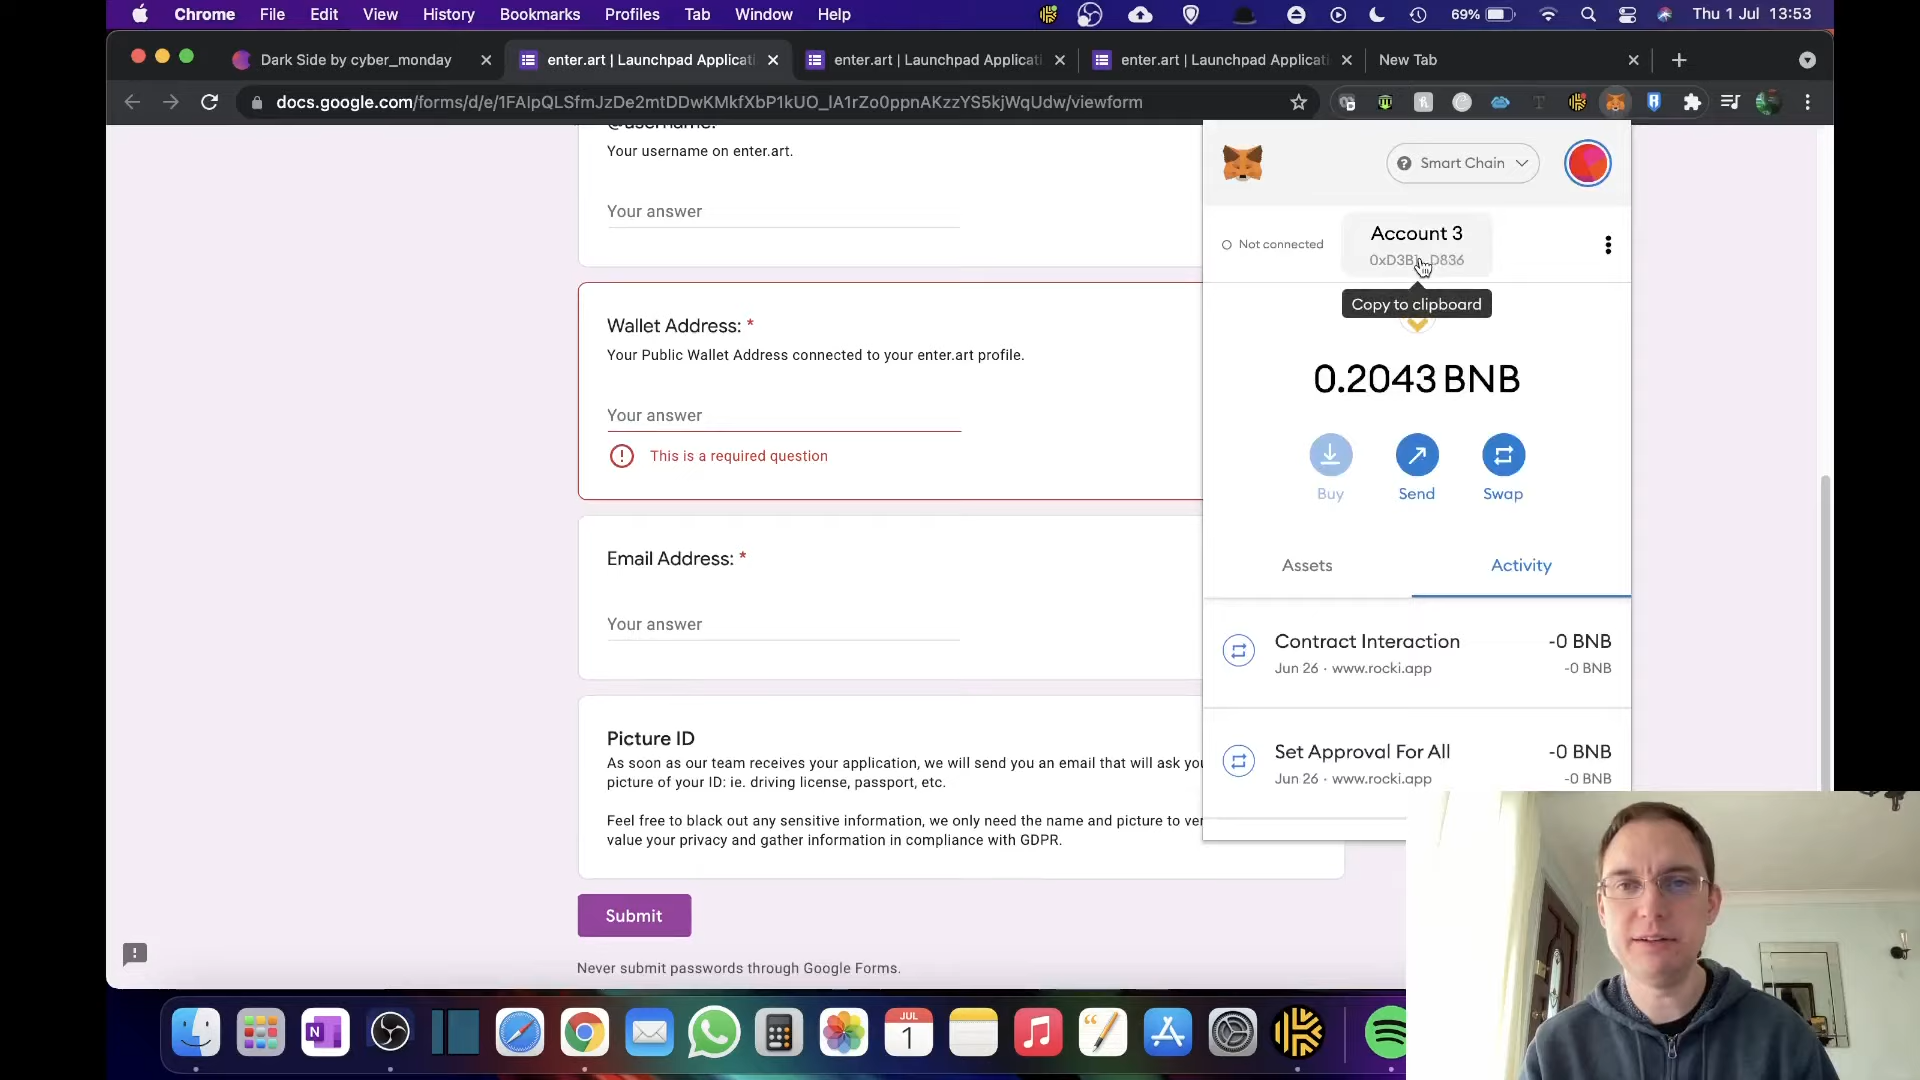 Chrome File Edit View History Bookmarks Profiles Tab Window Help 69% Thu 1 Jul 13:53
Dark Side by cyber_monday
enter.art | Launchpad Applicati
enter.art | Launchpad Applicati
enter.art | Launchpad Applicati
New Tab
docs.google.com/forms/d/e/1FAIpQLSfmJzDe2mtDDwKMkfXbP1kUO_lA1rZo0ppnAKzzYS5kjWqUdw/viewform
@username:
Your username on enter.art.
Your answer
Wallet Address: *
Your Public Wallet Address connected to your enter.art profile.
Your answer
This is a required question
Email Address: *
Your answer
Picture ID
As soon as our team receives your application, we will send you an email that will ask you
picture of your ID: ie. driving license, passport, etc.
Feel free to black out any sensitive information, we only need the name and picture to ver
value your privacy and gather information in compliance with GDPR.
Submit
Never submit passwords through Google Forms.
Smart Chain
Not connected
Account 3
Copy to clipboard
0.2043 BNB
Buy Send Swap
Assets Activity
Contract Interaction -0 BNB
Jun 26 · www.rocki.app -0 BNB
Set Approval For All -0 BNB
Jun 26 · www.rocki.app -0 BNB
JUL
1